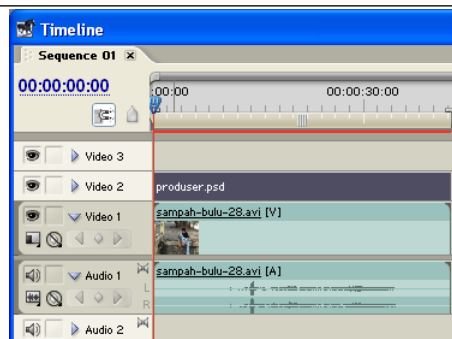 Timeline
Sequence 01
00:00:00:00
:00:00 00:00:30:00
Video 3
Video 2 produser.psd
Video 1 sampah-bulu-28.avi [V]
Audio 1 sampah-bulu-28.avi [A]
L
R
Audio 2